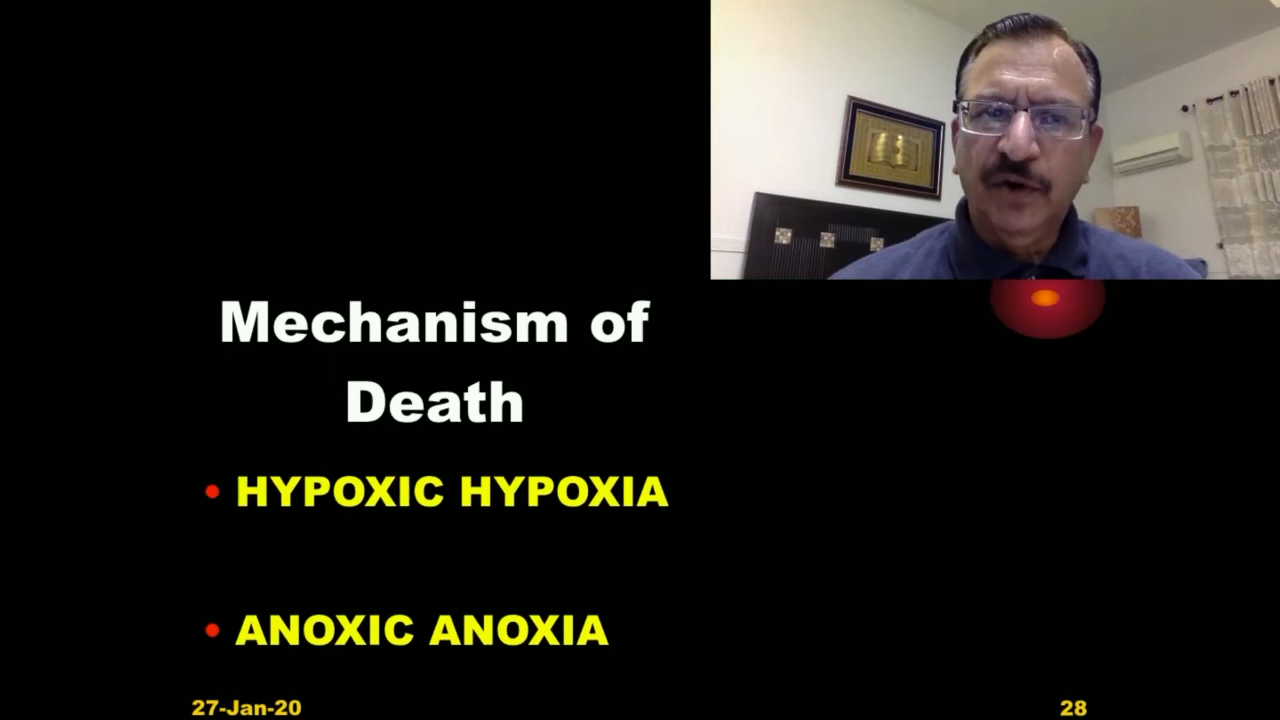 Mechanism of
Death
• HYPOXIC HYPOXIA
• ANOXIC ANOXIA
27-Jan-20
28